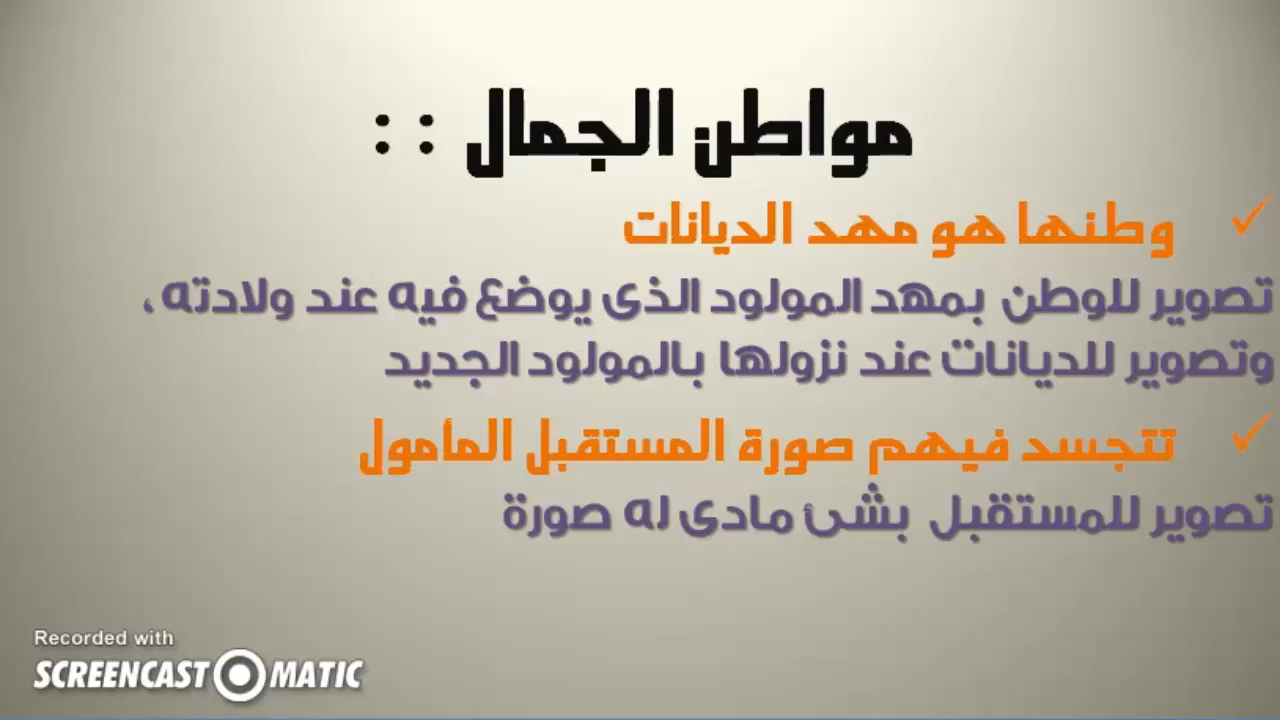 مواطن الجمال ::
وطنها هو مهد الديانات
تصوير للوطن بمهد المولود الذى يوضع فيه عند ولادته ،
وتصوير للديانات عند نزولها بالمولود الجديد
تتجسد فيهم صورة المستقبل المأمول
تصوير للمستقبل بشئ مادى له صورة
Recorded with
SCREENCAST MATIC